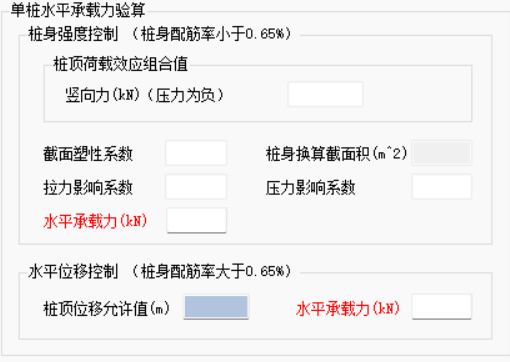 单桩水平承载力验算
桩身强度控制 （桩身配筋率小于0.65%）
桩顶荷载效应组合值
竖向力(kN)（压力为负）
截面塑性系数 桩身换算截面积(m^2)
拉力影响系数 压力影响系数
水平承载力(kN)
水平位移控制 （桩身配筋率大于0.65%）
桩顶位移允许值(m) 水平承载力(kN)